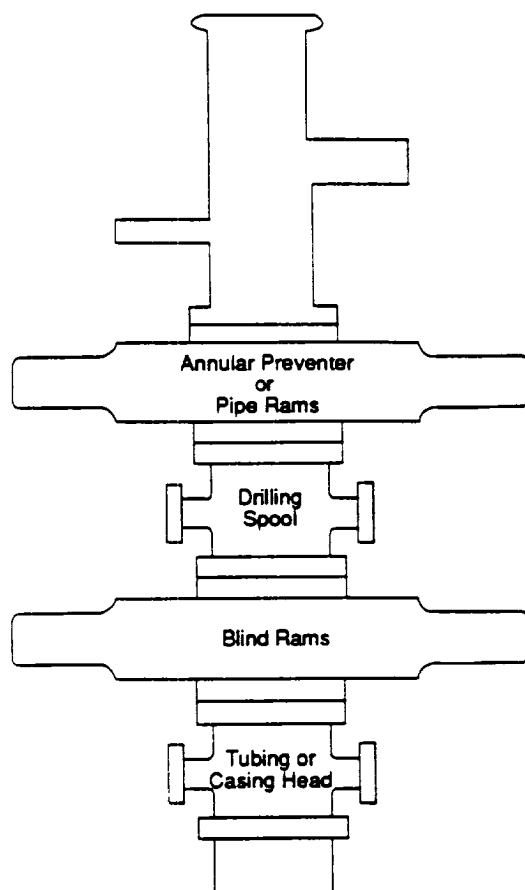 Annular Preventer
or
Pipe Rams
Drilling
Spool
Blind Rams
Tubing or
Casing Head